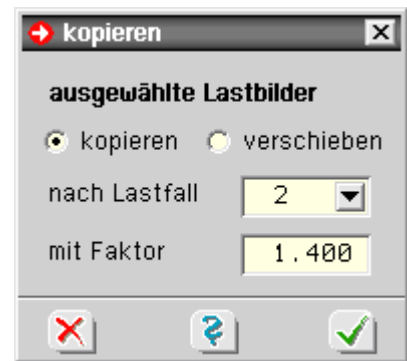 kopieren
ausgewählte Lastbilder
kopieren verschieben
nach Lastfall 2
mit Faktor 1.400